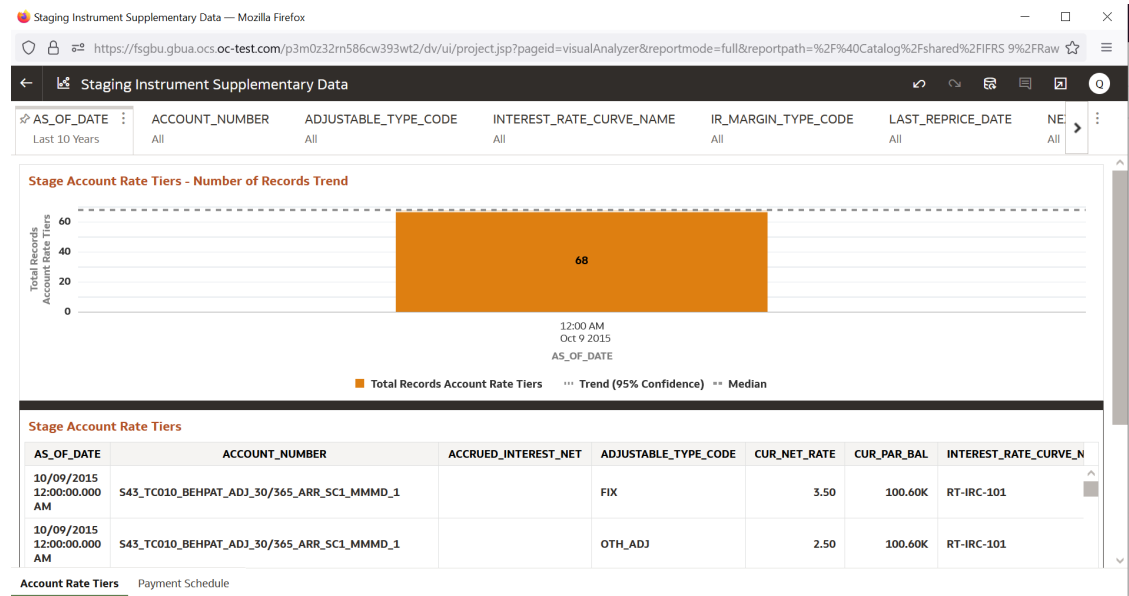 Staging Instrument Supplementary Data — Mozilla Firefox
https://fsgbu.gbua.ocs.oc-test.com/p3m0z32rn586cw393wt2/dv/ui/project.jsp?pageid=visualAnalyzer&reportmode=full&reportpath=%2F%40Catalog%2Fshared%2FIFRS 9%2FRaw
Staging Instrument Supplementary Data
Q
AS_OF_DATE ACCOUNT_NUMBER ADJUSTABLE_TYPE_CODE INTEREST_RATE_CURVE_NAME IR_MARGIN_TYPE_CODE LAST_REPRICE_DATE NE
Last 10 Years All All All All All All
Stage Account Rate Tiers - Number of Records Trend
Total Records
Account Rate Tiers
60
40
20
0
68
12:00 AM
Oct 9 2015
AS_OF_DATE
Total Records Account Rate Tiers Trend (95% Confidence) Median
Stage Account Rate Tiers
AS_OF_DATE ACCOUNT_NUMBER ACCRUED_INTEREST_NET ADJUSTABLE_TYPE_CODE CUR_NET_RATE CUR_PAR_BAL INTEREST_RATE_CURVE_N
10/09/2015
12:00:00.000
AM
S43_TC010_BEHPAT_ADJ_30/365_ARR_SC1_MMMD_1 FIX 3.50 100.60K RT-IRC-101
10/09/2015
12:00:00.000
AM
S43_TC010_BEHPAT_ADJ_30/365_ARR_SC1_MMMD_1 OTH_ADJ 2.50 100.60K RT-IRC-101
Account Rate Tiers Payment Schedule